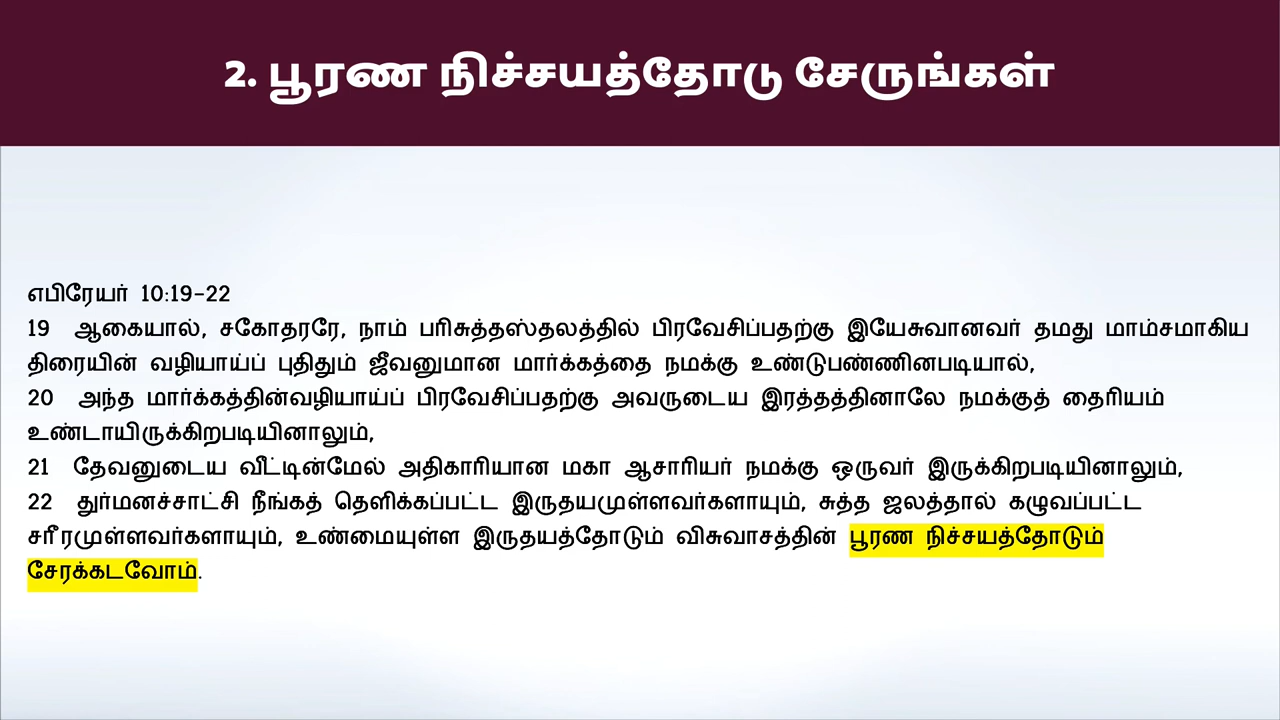 2. பூரண நிச்சயத்தோடு சேருங்கள்
எபிரேயர் 10:19-22
19 ஆகையால், சகோதரரே, நாம் பரிசுத்தஸ்தலத்தில் பிரவேசிப்பதற்கு இயேசுவானவர் தமது மாம்சமாகிய
திரையின் வழியாய்ப் புதிதும் ஜீவனுமான மார்க்கத்தை நமக்கு உண்டுபண்ணினபடியால்,
20 அந்த மார்க்கத்தின்வழியாய்ப் பிரவேசிப்பதற்கு அவருடைய இரத்தத்தினாலே நமக்குத் தைரியம்
உண்டாயிருக்கிறபடியினாலும்,
21 தேவனுடைய வீட்டின்மேல் அதிகாரியான மகா ஆசாரியர் நமக்கு ஒருவர் இருக்கிறபடியினாலும்,
22 துர்மனச்சாட்சி நீங்கத் தெளிக்கப்பட்ட இருதயமுள்ளவர்களாயும், சுத்த ஜலத்தால் கழுவப்பட்ட
சரீரமுள்ளவர்களாயும், உண்மையுள்ள இருதயத்தோடும் விசுவாசத்தின் பூரண நிச்சயத்தோடும்
சேரக்கடவோம்.